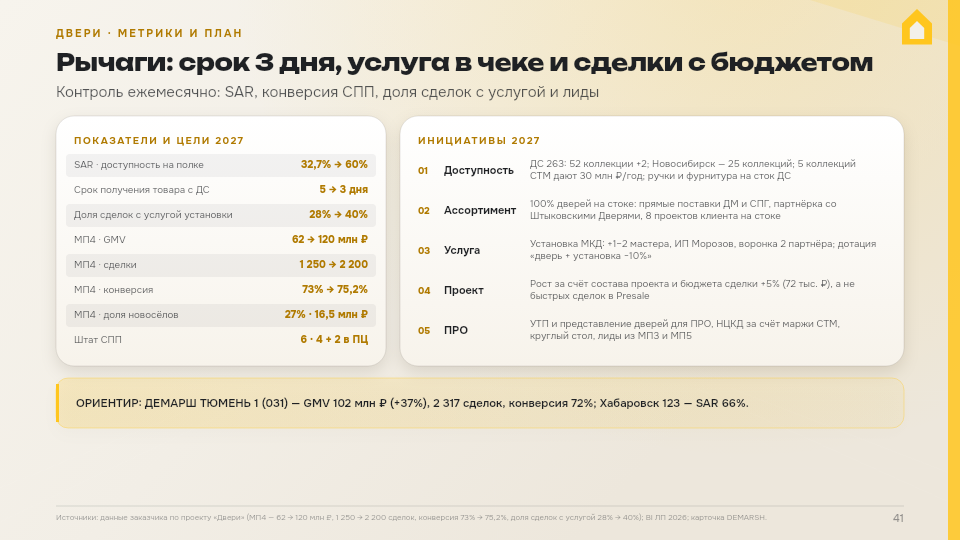 ДВЕРИ · МЕТРИКИ И ПЛАН
Рычаги: срок 3 дня, услуга в чеке и сделки с бюджетом
Контроль ежемесячно: SAR, конверсия СПП, доля сделок с услугой и лиды
ПОКАЗАТЕЛИ И ЦЕЛИ 2027
SAR · доступность на полке 32,7% → 60%
Срок получения товара с ДС 5 → 3 дня
Доля сделок с услугой установки 28% → 40%
МП4 · GMV 62 → 120 млн ₽
МП4 · сделки 1 250 → 2 200
МП4 · конверсия 73% → 75,2%
МП4 · доля новосёлов 27% · 16,5 млн ₽
Штат СПП 6 · 4 + 2 в ПЦ
ИНИЦИАТИВЫ 2027
01 Доступность
ДС 263: 52 коллекции +2; Новосибирск — 25 коллекций; 5 коллекций
СТМ дают 30 млн ₽/год; ручки и фурнитура на сток ДС
02 Ассортимент
100% дверей на стоке: прямые поставки ДМ и СПГ, партнёрка со
Штыковскими Дверями, 8 проектов клиента на стоке
03 Услуга
Установка МКД: +1–2 мастера, ИП Морозов, воронка 2 партнёра; дотация
«дверь + установка −10%»
04 Проект
Рост за счёт состава проекта и бюджета сделки +5% (72 тыс. ₽), а не
быстрых сделок в Presale
05 ПРО
УТП и представление дверей для ПРО, НЦКД за счёт маржи СТМ,
круглый стол, лиды из МП3 и МП5
ОРИЕНТИР: ДЕМАРШ ТЮМЕНЬ 1 (031) — GMV 102 млн ₽ (+37%), 2 317 сделок, конверсия 72%; Хабаровск 123 — SAR 66%.
Источники: данные заказчика по проекту «Двери» (МП4 — 62 → 120 млн ₽, 1 250 → 2 200 сделок, конверсия 73% → 75,2%, доля сделок с услугой 28% → 40%); BI ЛП 2026: карточка DEMARSH.
41